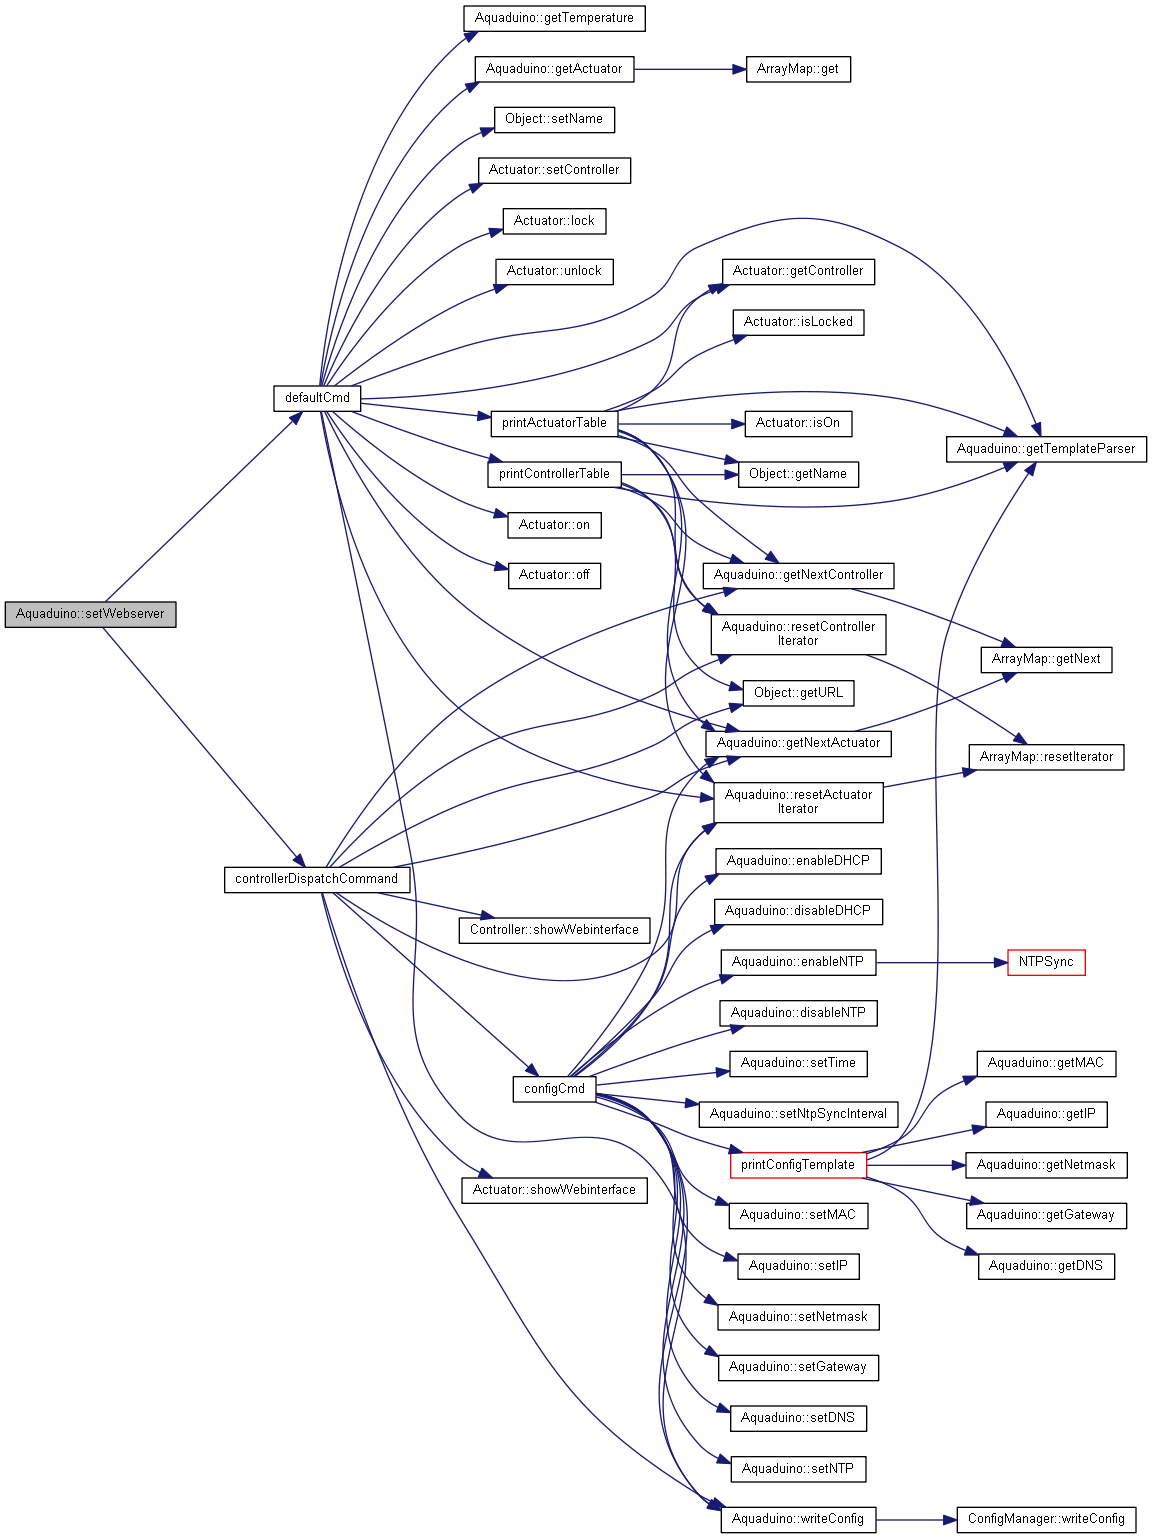 Aquaduino::getTemperature
Aquaduino::getActuator
ArrayMap::get
Object::setName
Actuator::setController
Actuator::lock
Actuator::unlock
Actuator::getController
Actuator::isLocked
defaultCmd
printActuatorTable
Actuator::isOn
Aquaduino::getTemplateParser
printControllerTable
Object::getName
Actuator::on
Actuator::off
Aquaduino::getNextController
Aquaduino::setWebserver
Aquaduino::resetController
Iterator
ArrayMap::getNext
Object::getURL
Aquaduino::getNextActuator
ArrayMap::resetIterator
Aquaduino::resetActuator
Iterator
Aquaduino::enableDHCP
controllerDispatchCommand
Aquaduino::disableDHCP
Controller::showWebinterface
Aquaduino::enableNTP
NTPSync
Aquaduino::disableNTP
Aquaduino::setTime
Aquaduino::getMAC
configCmd
Aquaduino::setNtpSyncInterval
Aquaduino::getIP
printConfigTemplate
Aquaduino::getNetmask
Actuator::showWebinterface
Aquaduino::setMAC
Aquaduino::getGateway
Aquaduino::setIP
Aquaduino::getDNS
Aquaduino::setNetmask
Aquaduino::setGateway
Aquaduino::setDNS
Aquaduino::setNTP
Aquaduino::writeConfig
ConfigManager::writeConfig